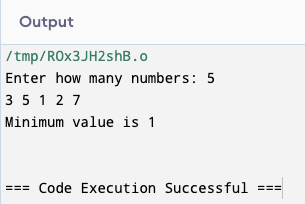 Output
/tmp/ROx3JH2shB.o
Enter how many numbers: 5
3 5 1 2 7
Minimum value is 1
=== Code Execution Successful ===